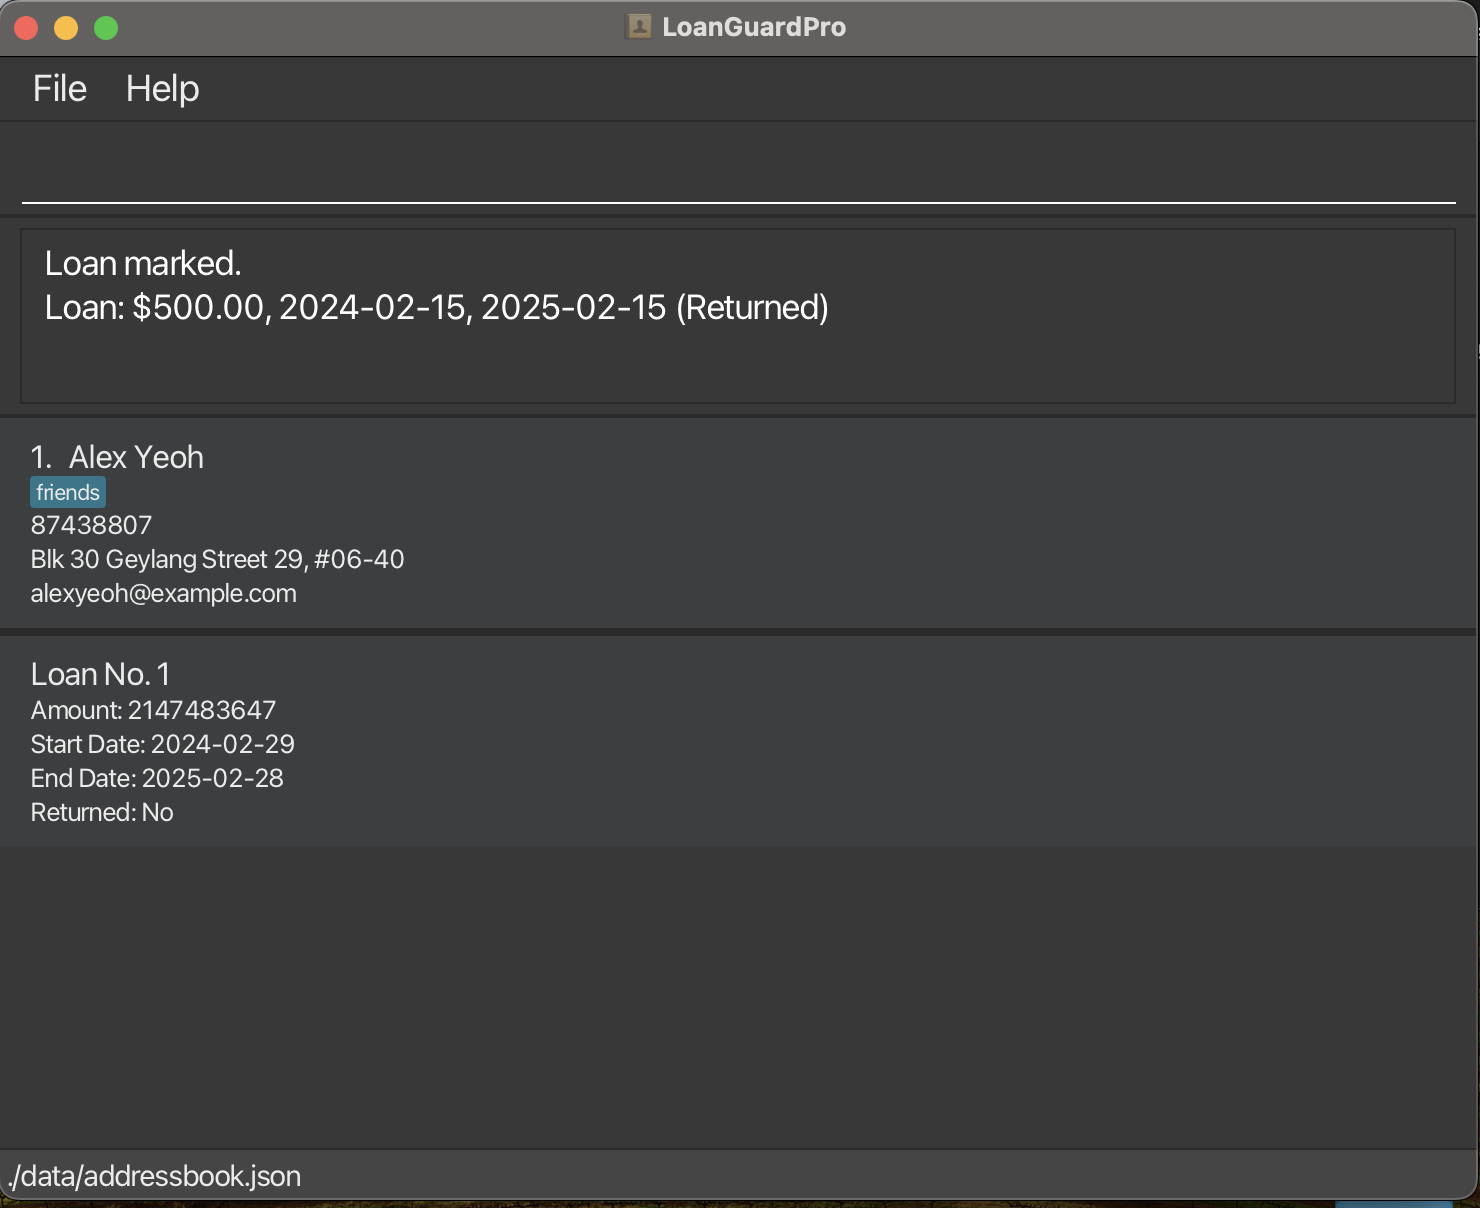 LoanGuardPro
File Help
Loan marked.
Loan: $500.00, 2024-02-15, 2025-02-15 (Returned)
1. Alex Yeoh
friends
87438807
Blk 30 Geylang Street 29, #06-40
alexyeoh@example.com
Loan No. 1
Amount: 2147483647
Start Date: 2024-02-29
End Date: 2025-02-28
Returned: No
./data/addressbook.json